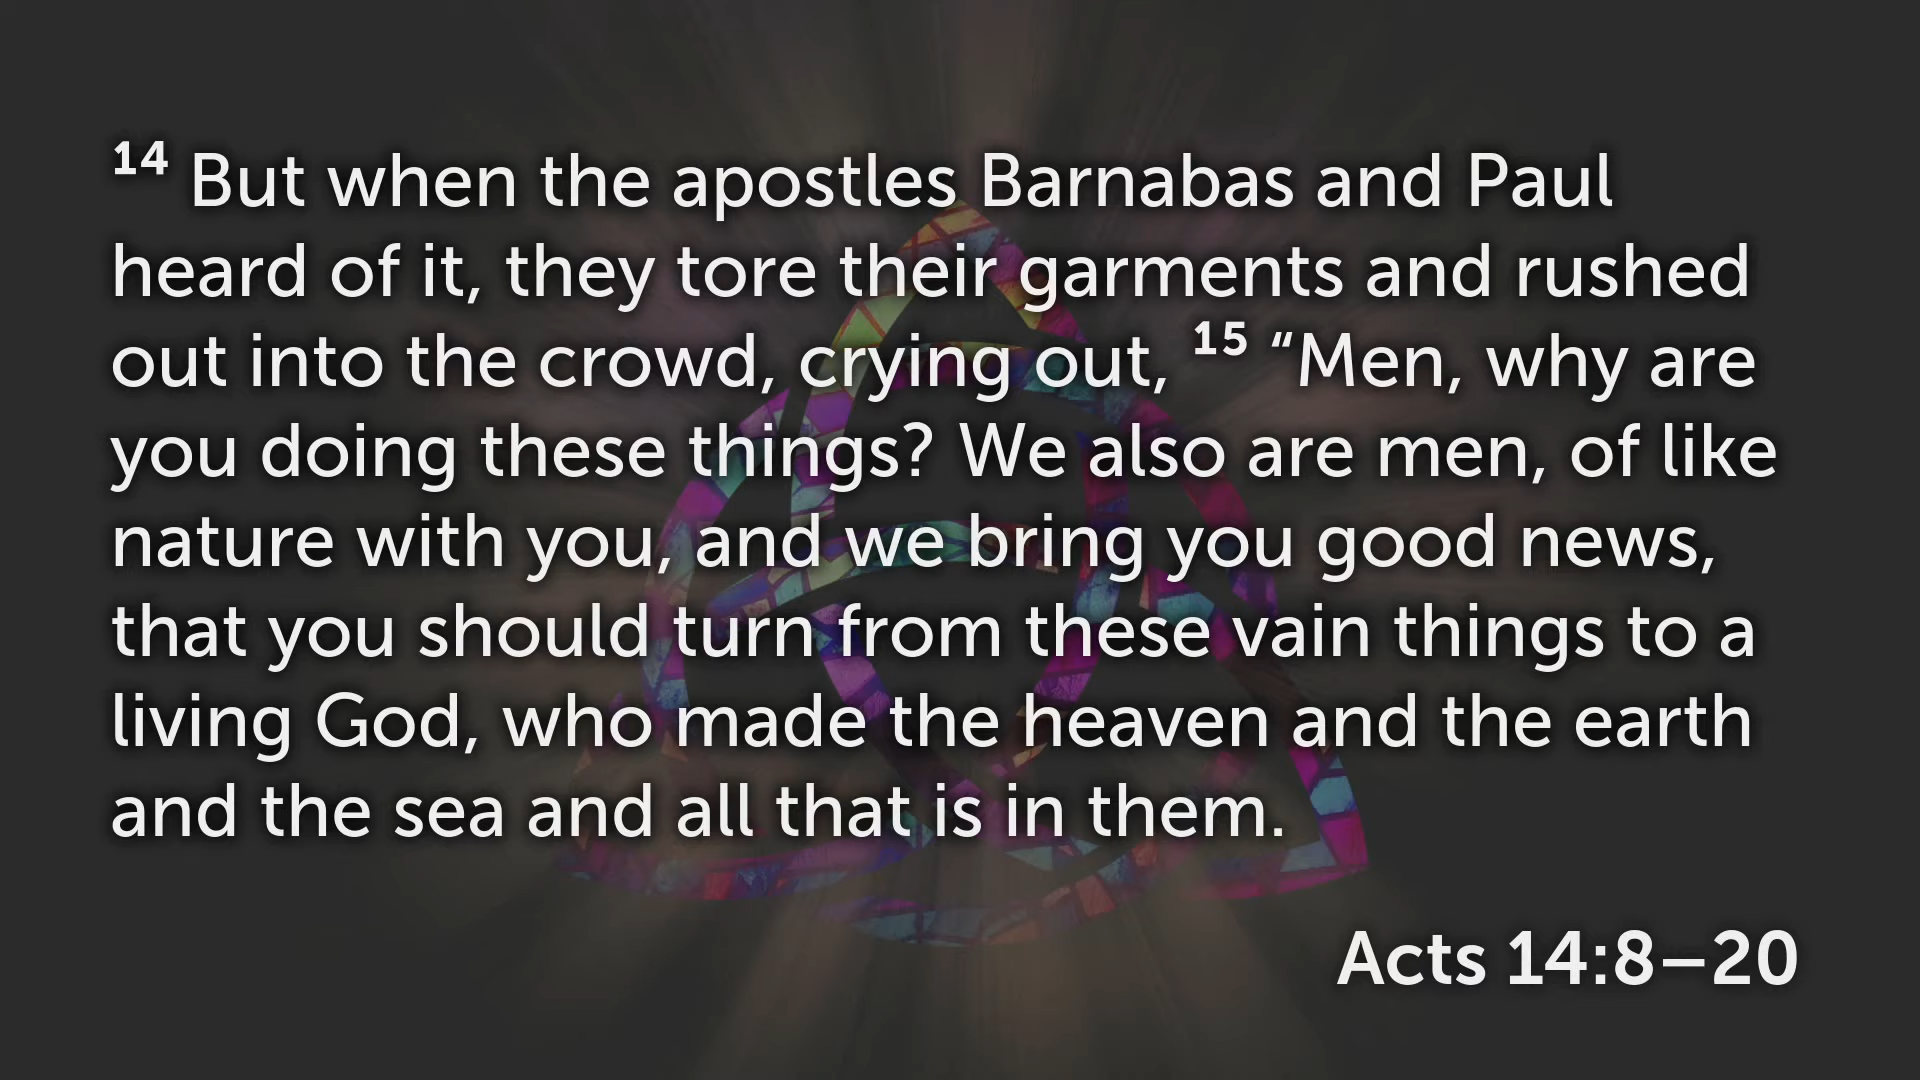 14 But when the apostles Barnabas and Paul
heard of it, they tore their garments and rushed
out into the crowd, crying out, 15 “Men, why are
you doing these things? We also are men, of like
nature with you, and we bring you good news,
that you should turn from these vain things to a
living God, who made the heaven and the earth
and the sea and all that is in them.
Acts 14:8–20